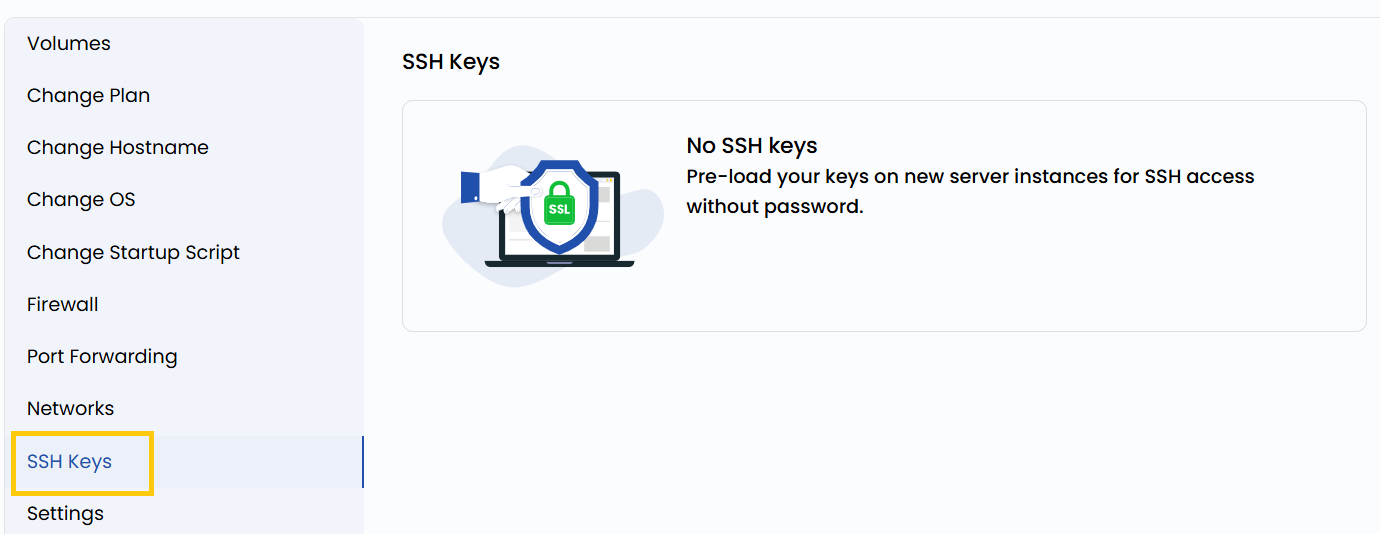 Volumes
Change Plan
Change Hostname
Change OS
Change Startup Script
Firewall
Port Forwarding
Networks
SSH Keys
Settings
SSH Keys
No SSH keys
Pre-load your keys on new server instances for SSH access
without password.
SSL